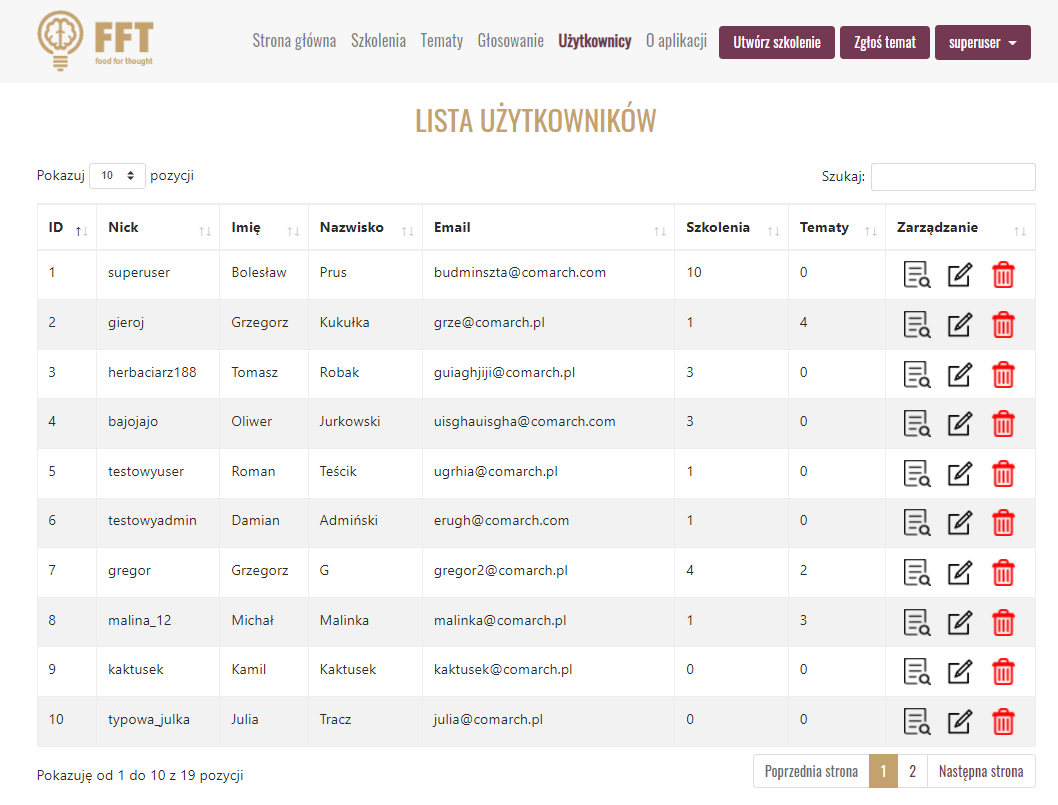 FFT
food for thought
Strona główna Szkolenia Tematy Głosowanie Użytkownicy O aplikacji Utwórz szkolenie Zgłoś temat superuser
LISTA UŻYTKOWNIKÓW
Pokazuj 10 pozycji Szukaj:
ID Nick Imię Nazwisko Email Szkolenia Tematy Zarządzanie
1 superuser Bolesław Prus budminszta@comarch.com 10 0
2 gieroj Grzegorz Kukułka grze@comarch.pl 1 4
3 herbaciarz188 Tomasz Robak guiaghjiji@comarch.pl 3 0
4 bajojajo Oliwer Jurkowski uisghauisgha@comarch.com 3 0
5 testowyuser Roman Teścik ugrhia@comarch.pl 1 0
6 testowyadmin Damian Admiński erugh@comarch.com 1 0
7 gregor Grzegorz G gregor2@comarch.pl 4 2
8 malina_12 Michał Malinka malinka@comarch.pl 1 3
9 kaktusek Kamil Kaktusek kaktusek@comarch.pl 0 0
10 typowa_julka Julia Tracz julia@comarch.pl 0 0
Pokazuję od 1 do 10 z 19 pozycji Poprzednia strona 1 2 Następna strona